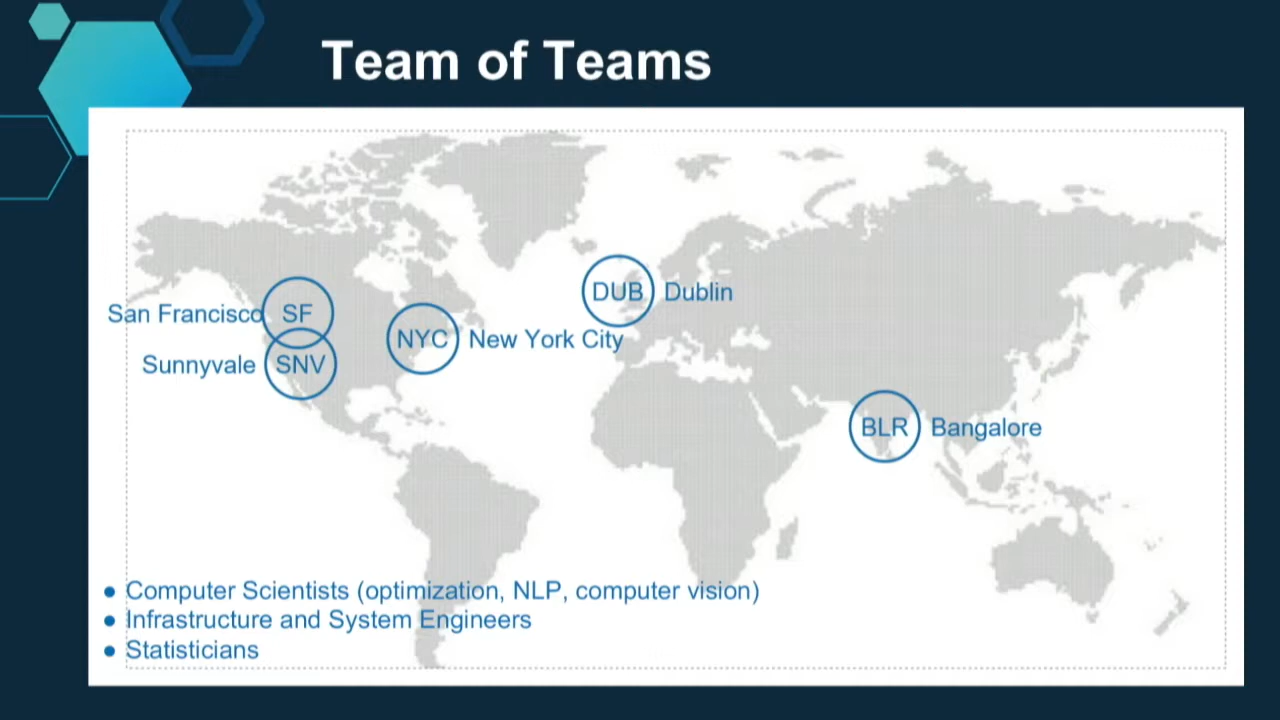 Team of Teams
DUB Dublin
San Francisco SF
NYC New York City
Sunnyvale SNV
BLR Bangalore
● Computer Scientists (optimization, NLP, computer vision)
● Infrastructure and System Engineers
● Statisticians